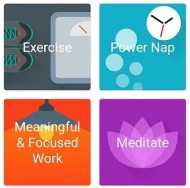 Exercise
Power Nap
Meaningful
& Focused
Work
Meditate